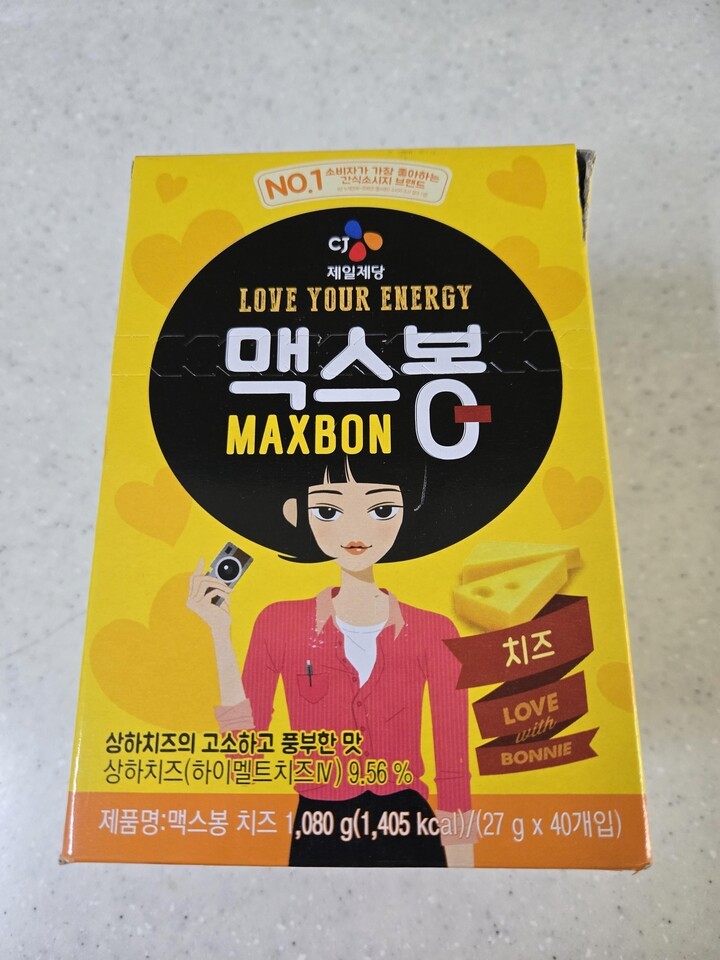 NO.1 소비자가 가장 좋아하는
간식소시지 브랜드
CJ
제일제당
LOVE YOUR ENERGY
맥스봉
MAXBON
치즈
LOVE
with
BONNIE
상하치즈의 고소하고 풍부한 맛
상하치즈(하이멜트치즈Ⅳ) 9.56 %
제품명:맥스봉 치즈 1,080 g(1,405 kcal)/(27 g x 40개입)